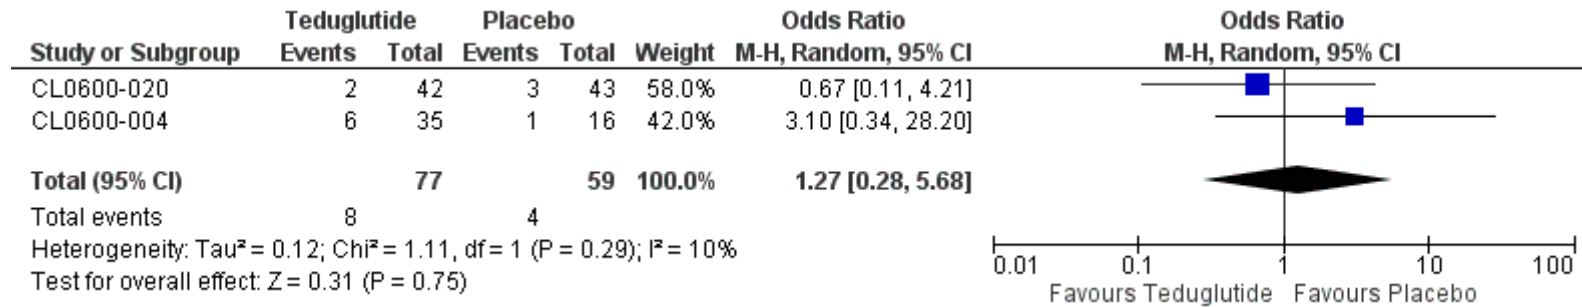 Teduglutide Placebo Odds Ratio Odds Ratio
Study or Subgroup Events Total Events Total Weight M-H, Random, 95% CI M-H, Random, 95% CI
CL0600-020 2 42 3 43 58.0% 0.67 [0.11, 4.21]
CL0600-004 6 35 1 16 42.0% 3.10 [0.34, 28.20]
Total (95% CI) 77 59 100.0% 1.27 [0.28, 5.68]
Total events 8 4
Heterogeneity: Tau² = 0.12; Chi² = 1.11, df = 1 (P = 0.29); I² = 10%
Test for overall effect: Z = 0.31 (P = 0.75)
0.01 0.1 1 10 100
Favours Teduglutide Favours Placebo